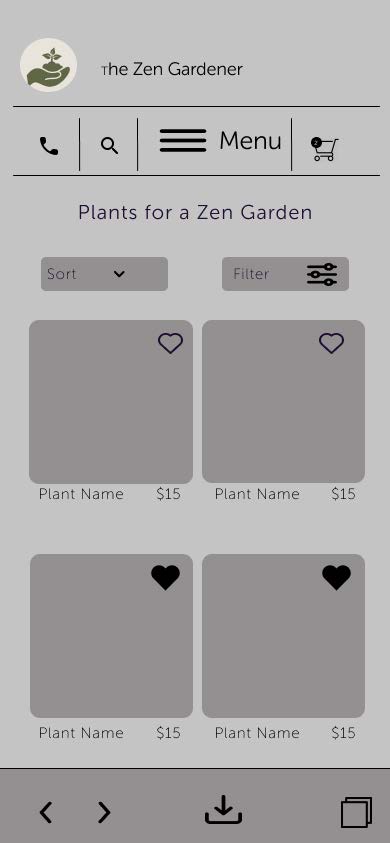 The Zen Gardener
Menu
2
Plants for a Zen Garden
Sort
Filter
Plant Name $15
Plant Name $15
Plant Name $15
Plant Name $15